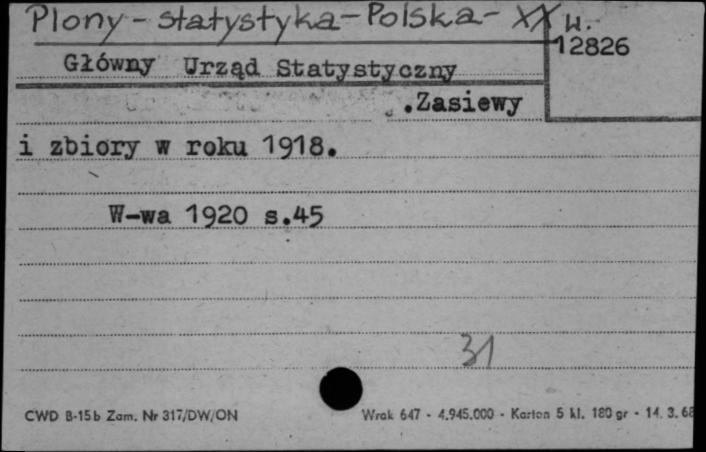 Plony - statystyka - Polska - XX w.
12826
Główny Urząd Statystyczny
.Zasiewy
i zbiory w roku 1918.
W-wa 1920 s.45
31
CWD B-15b Zam. Nr 317/DW/ON Wrak 647 - 4.945.000 - Karton 5 kl. 180 gr - 14. 3. 68